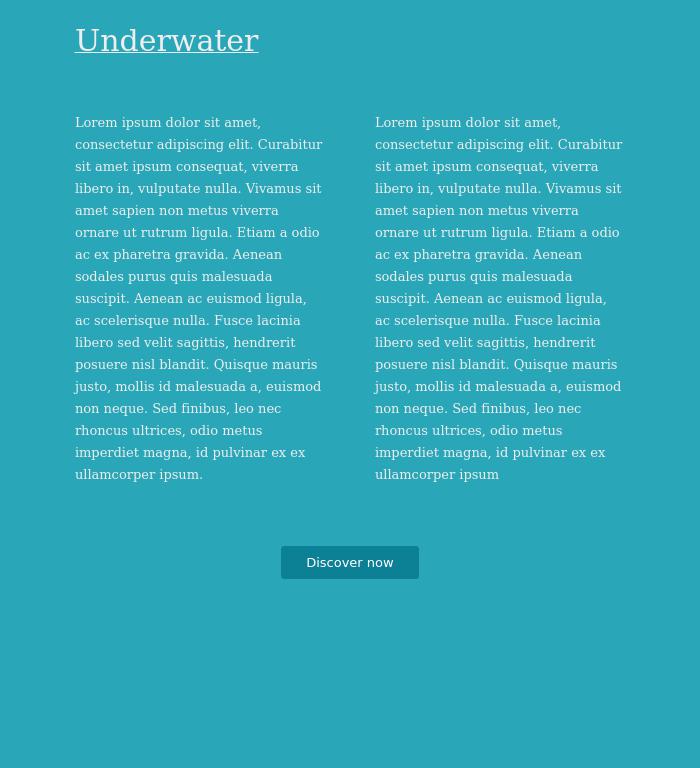 Underwater
Lorem ipsum dolor sit amet,
consectetur adipiscing elit. Curabitur
sit amet ipsum consequat, viverra
libero in, vulputate nulla. Vivamus sit
amet sapien non metus viverra
ornare ut rutrum ligula. Etiam a odio
ac ex pharetra gravida. Aenean
sodales purus quis malesuada
suscipit. Aenean ac euismod ligula,
ac scelerisque nulla. Fusce lacinia
libero sed velit sagittis, hendrerit
posuere nisl blandit. Quisque mauris
justo, mollis id malesuada a, euismod
non neque. Sed finibus, leo nec
rhoncus ultrices, odio metus
imperdiet magna, id pulvinar ex ex
ullamcorper ipsum.
Lorem ipsum dolor sit amet,
consectetur adipiscing elit. Curabitur
sit amet ipsum consequat, viverra
libero in, vulputate nulla. Vivamus sit
amet sapien non metus viverra
ornare ut rutrum ligula. Etiam a odio
ac ex pharetra gravida. Aenean
sodales purus quis malesuada
suscipit. Aenean ac euismod ligula,
ac scelerisque nulla. Fusce lacinia
libero sed velit sagittis, hendrerit
posuere nisl blandit. Quisque mauris
justo, mollis id malesuada a, euismod
non neque. Sed finibus, leo nec
rhoncus ultrices, odio metus
imperdiet magna, id pulvinar ex ex
ullamcorper ipsum
Discover now